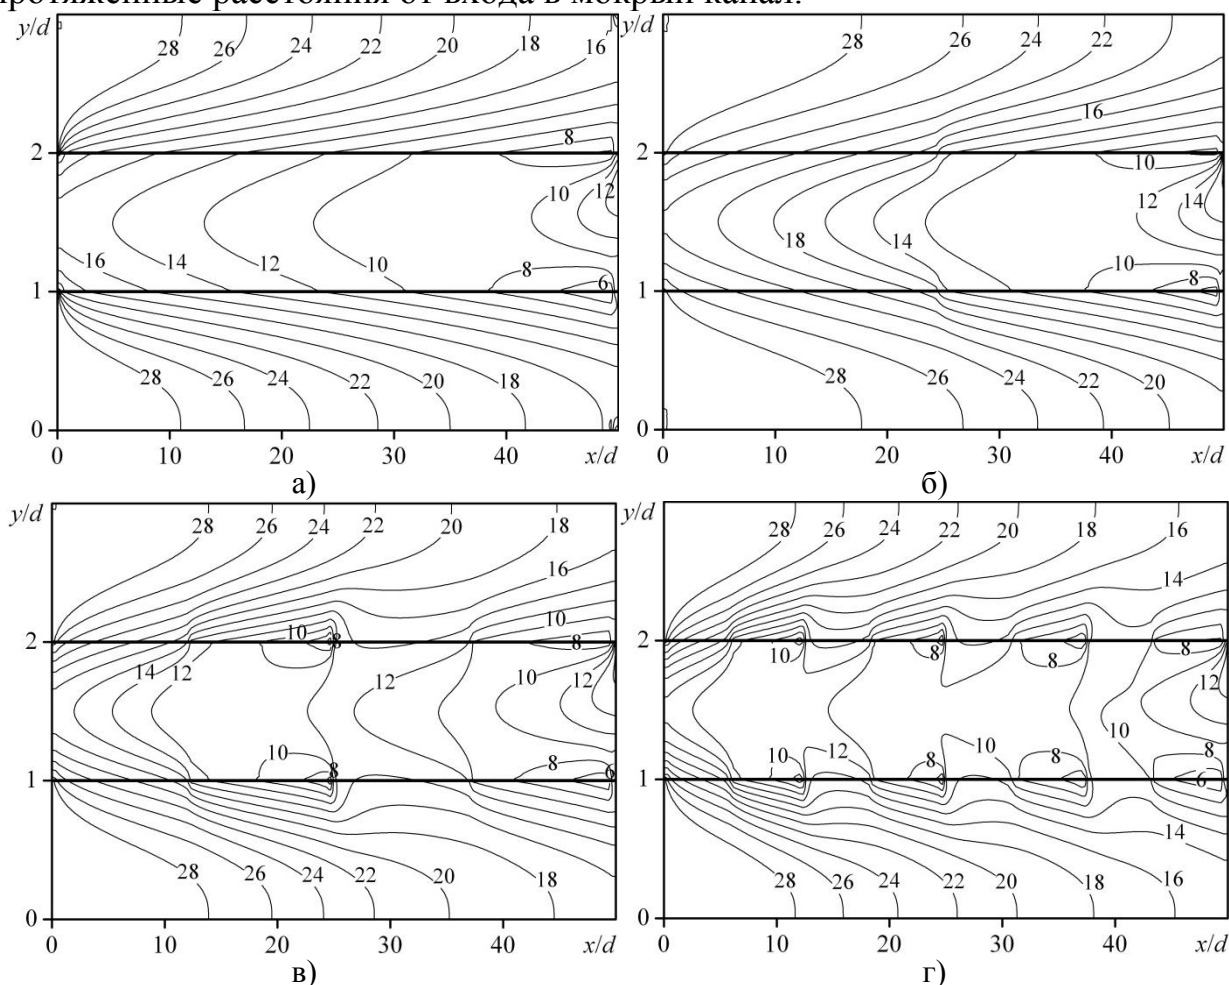 протяженные расстояния от входа в мокрый канал.
y/d 28 26 24 22 20 18 16
2 8
10 12
16 14 12 10 8 6
1
28 26 24 22 20 18
0
0 10 20 30 40 x/d
а)
y/d 28 26 24 22
16
2 8
10
12 14
18 14
10
1 8
28 26 24 22 20
0
0 10 20 30 40 x/d
б)
y/d 28 26 24 22 20 18
16
10 10
2 8 8
14 12 12 10 12
10 8
1 8 6
28 26 24 22 20 18
0
0 10 20 30 40 x/d
в)
y/d 28 26 24 22 20 18 16
14
2
10 8 8 8
12
10
10 12 8 10 8 8
1 6
14
28 26 24 22 20 18 16
0
0 10 20 30 40 x/d
г)